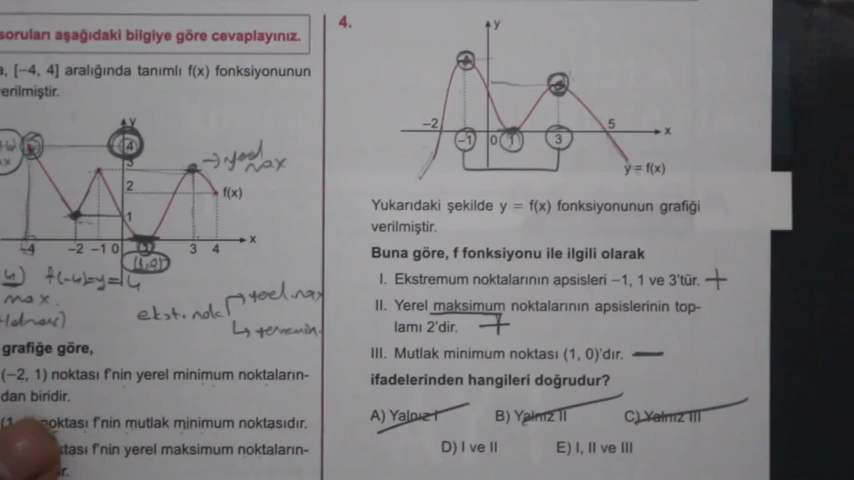 soruları aşağıdaki bilgiye göre cevaplayınız.
[-4, 4] aralığında tanımlı f(x) fonksiyonunun
y
4
3
2
1
f(x)
-4 -2 -1 0 3 4 x
(1,0)
→ yerel
max
f(-4)=y=4
max.
ekst. nok
yerel. max
grafiğe göre,
(-2, 1) noktası f'nin yerel minimum noktaların-
dan biridir.
noktası f'nin mutlak minimum noktasıdır.
f'nin yerel maksimum noktaların-
4.
y
-2 -1 0 1 3 5 x
y = f(x)
Yukarıdaki şekilde y = f(x) fonksiyonunun grafiği
verilmiştir.
Buna göre, f fonksiyonu ile ilgili olarak
I. Ekstremum noktalarının apsisleri -1, 1 ve 3'tür. +
II. Yerel maksimum noktalarının apsislerinin top-
lamı 2'dir. +
III. Mutlak minimum noktası (1, 0)'dır. —
ifadelerinden hangileri doğrudur?
A) Yalnız I B) Yalnız II C) Yalnız III
D) I ve II E) I, II ve III